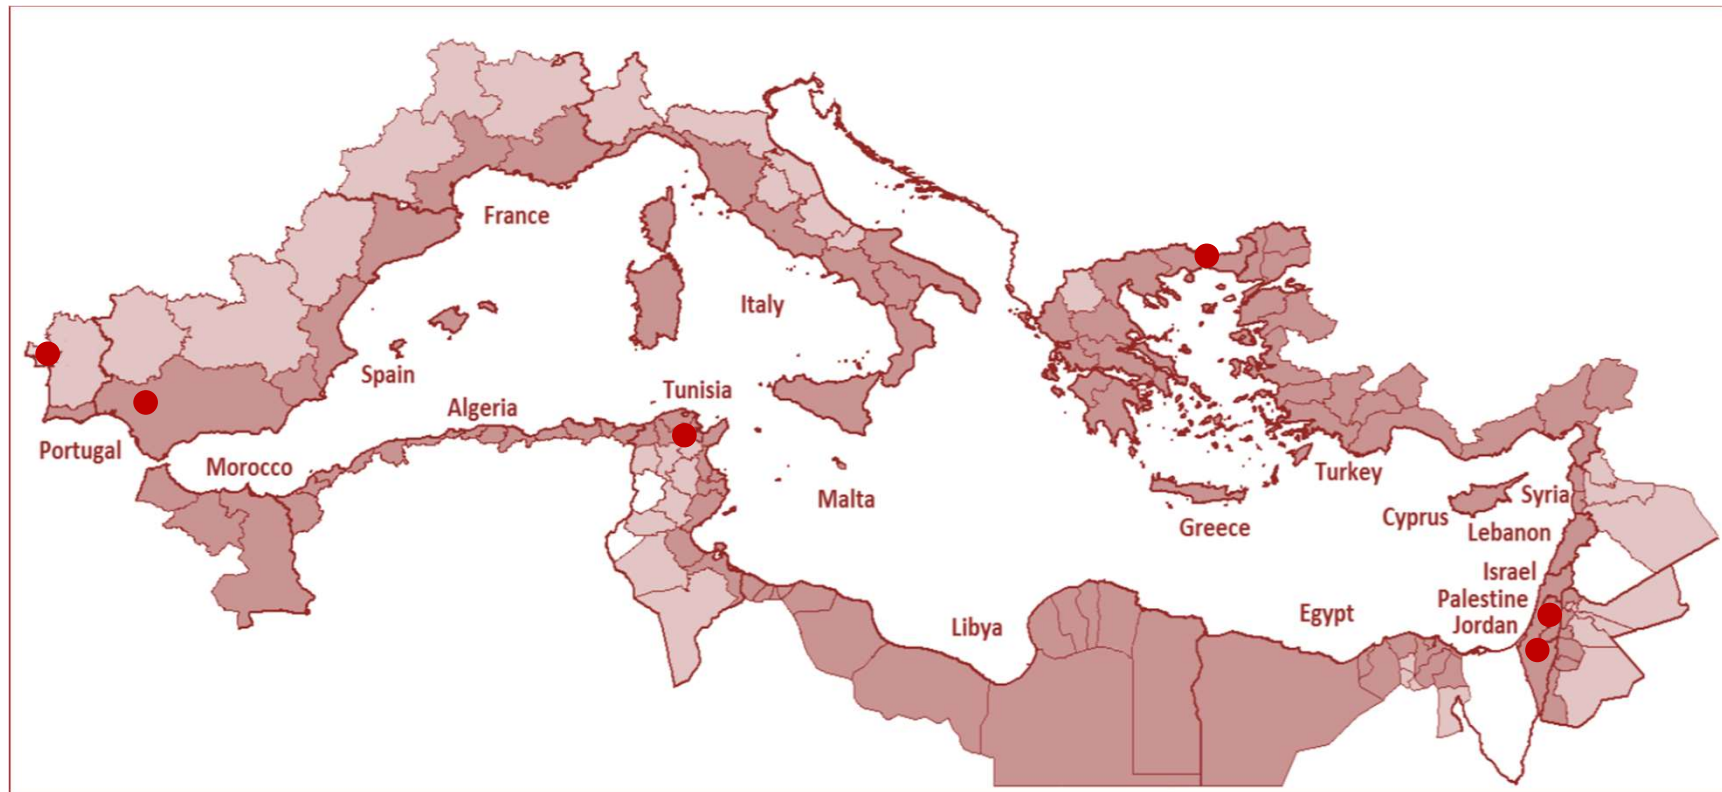 France
Italy
Spain
Tunisia
Algeria
Portugal
Morocco
Malta
Turkey
Greece
Cyprus
Syria
Lebanon
Israel
Palestine
Jordan
Egypt
Libya